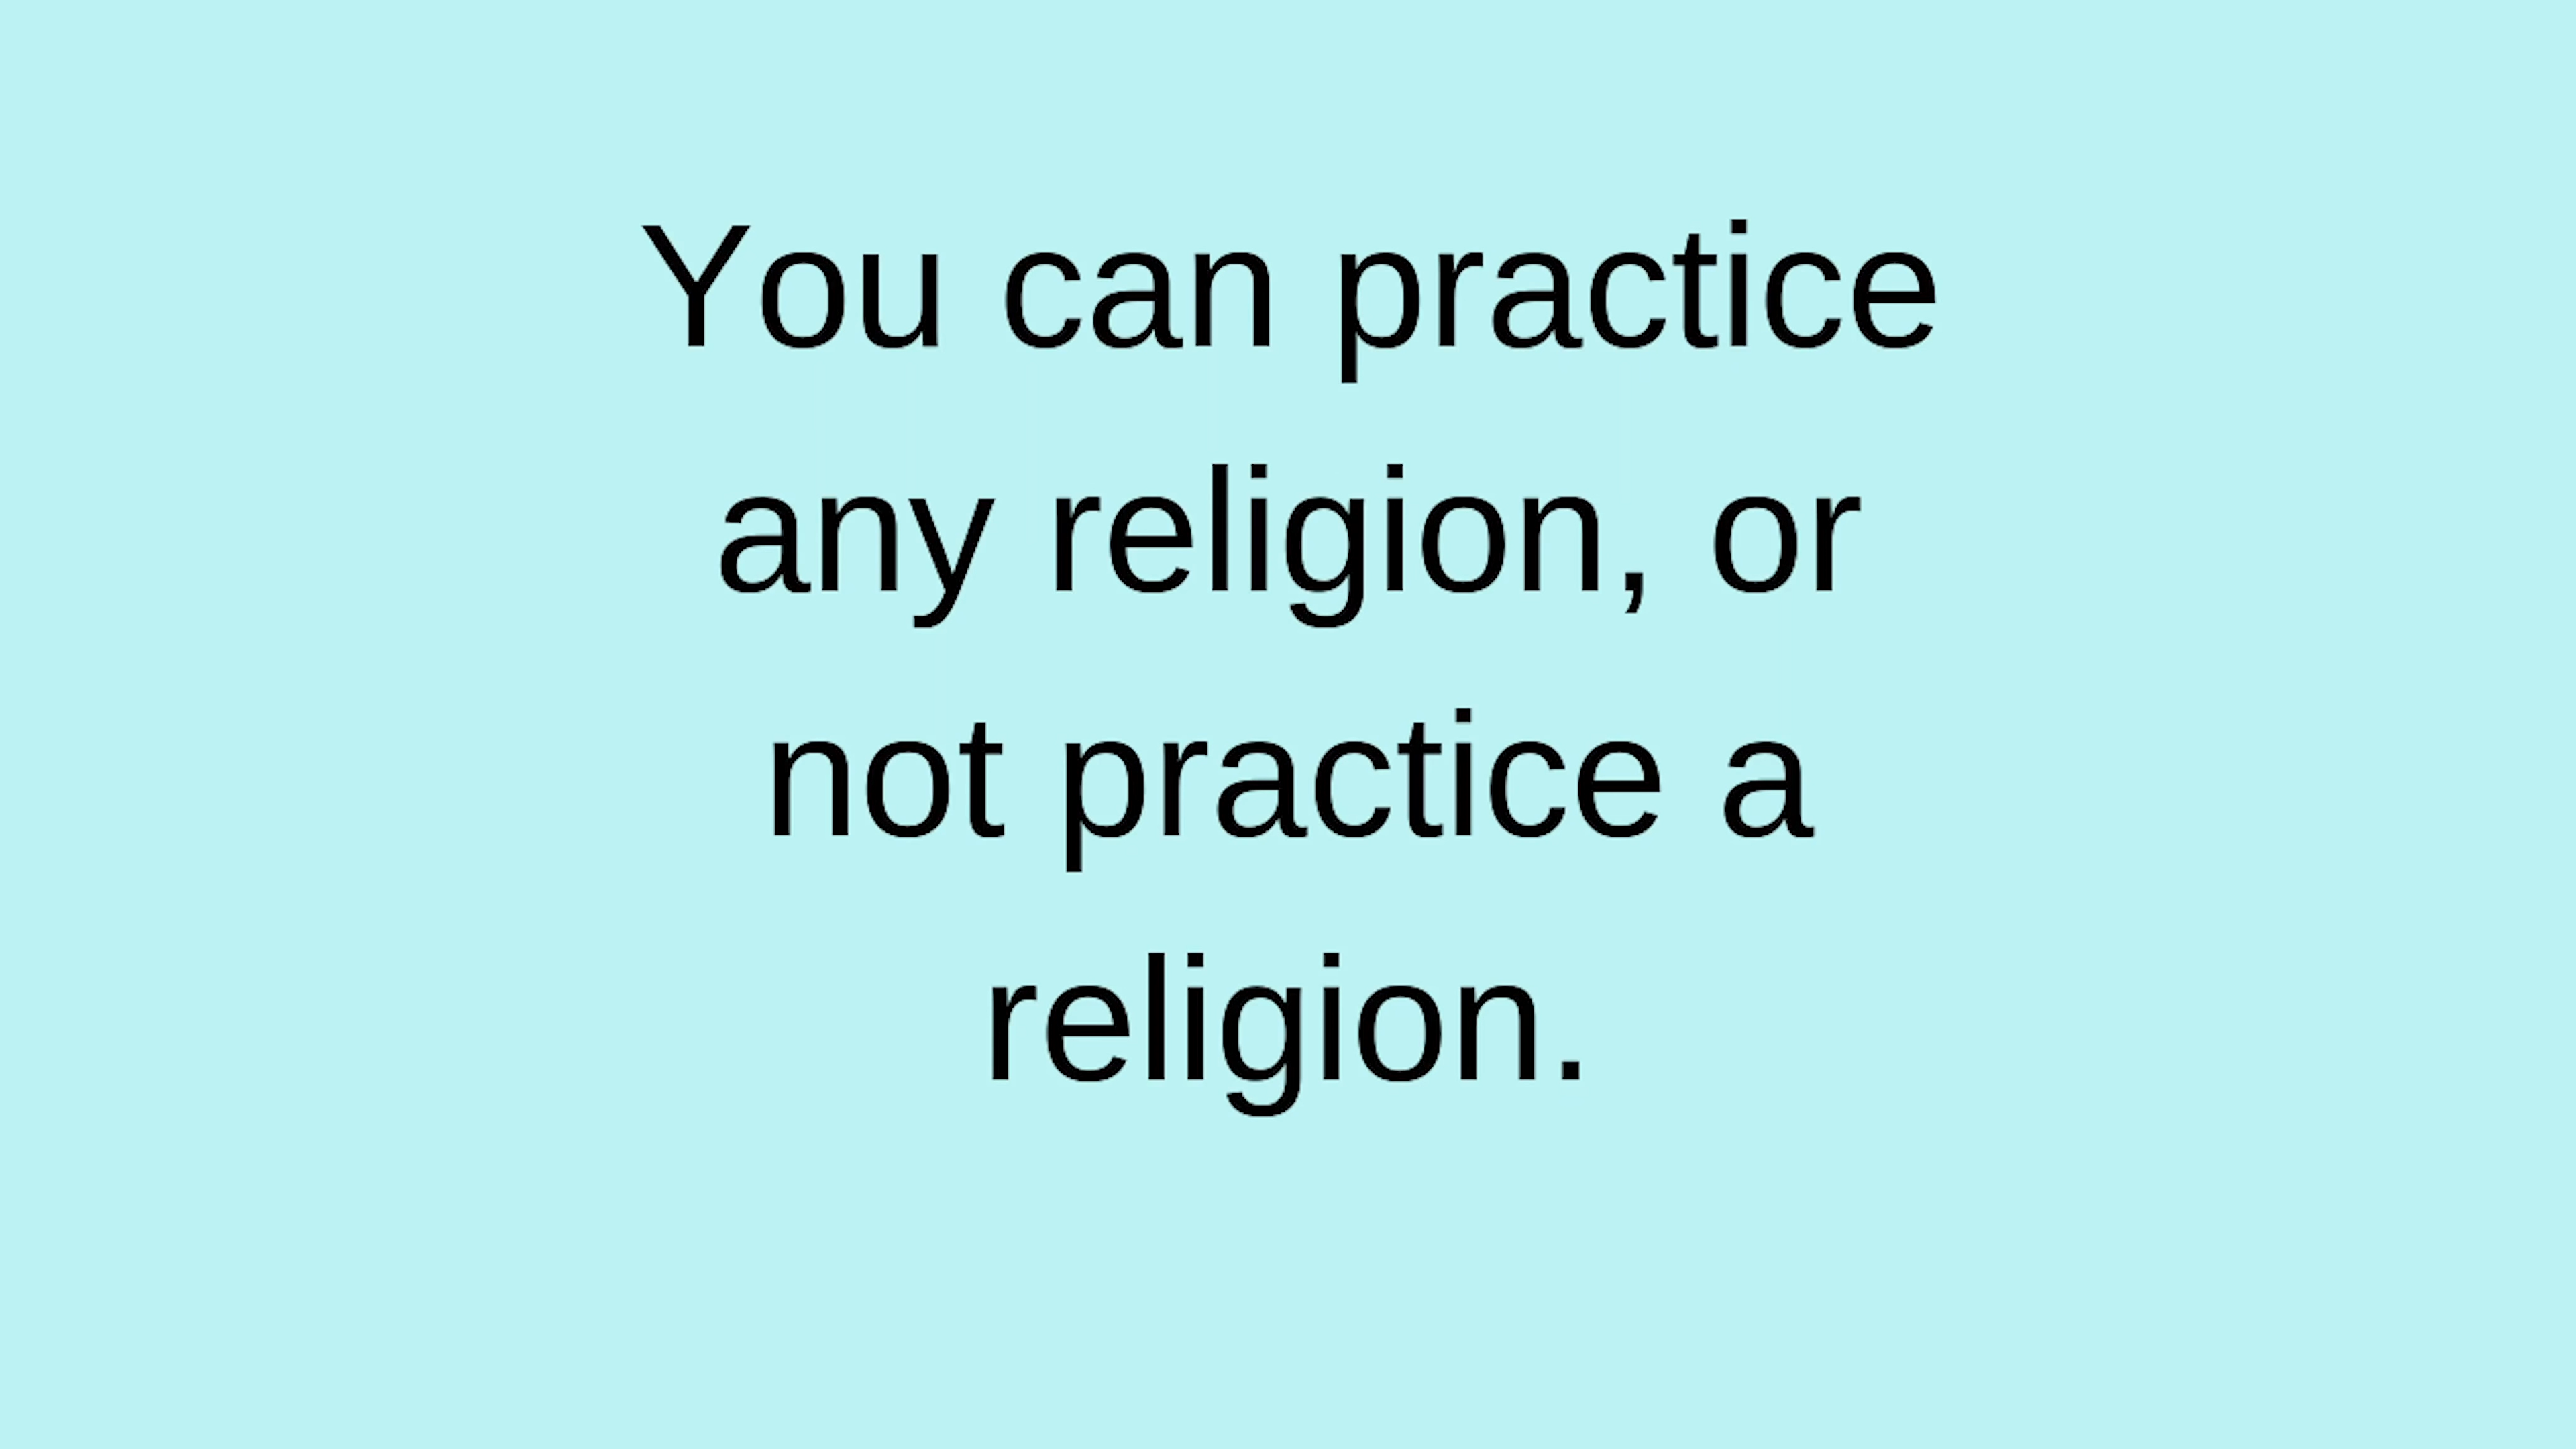 You can practice
any religion, or
not practice a
religion.